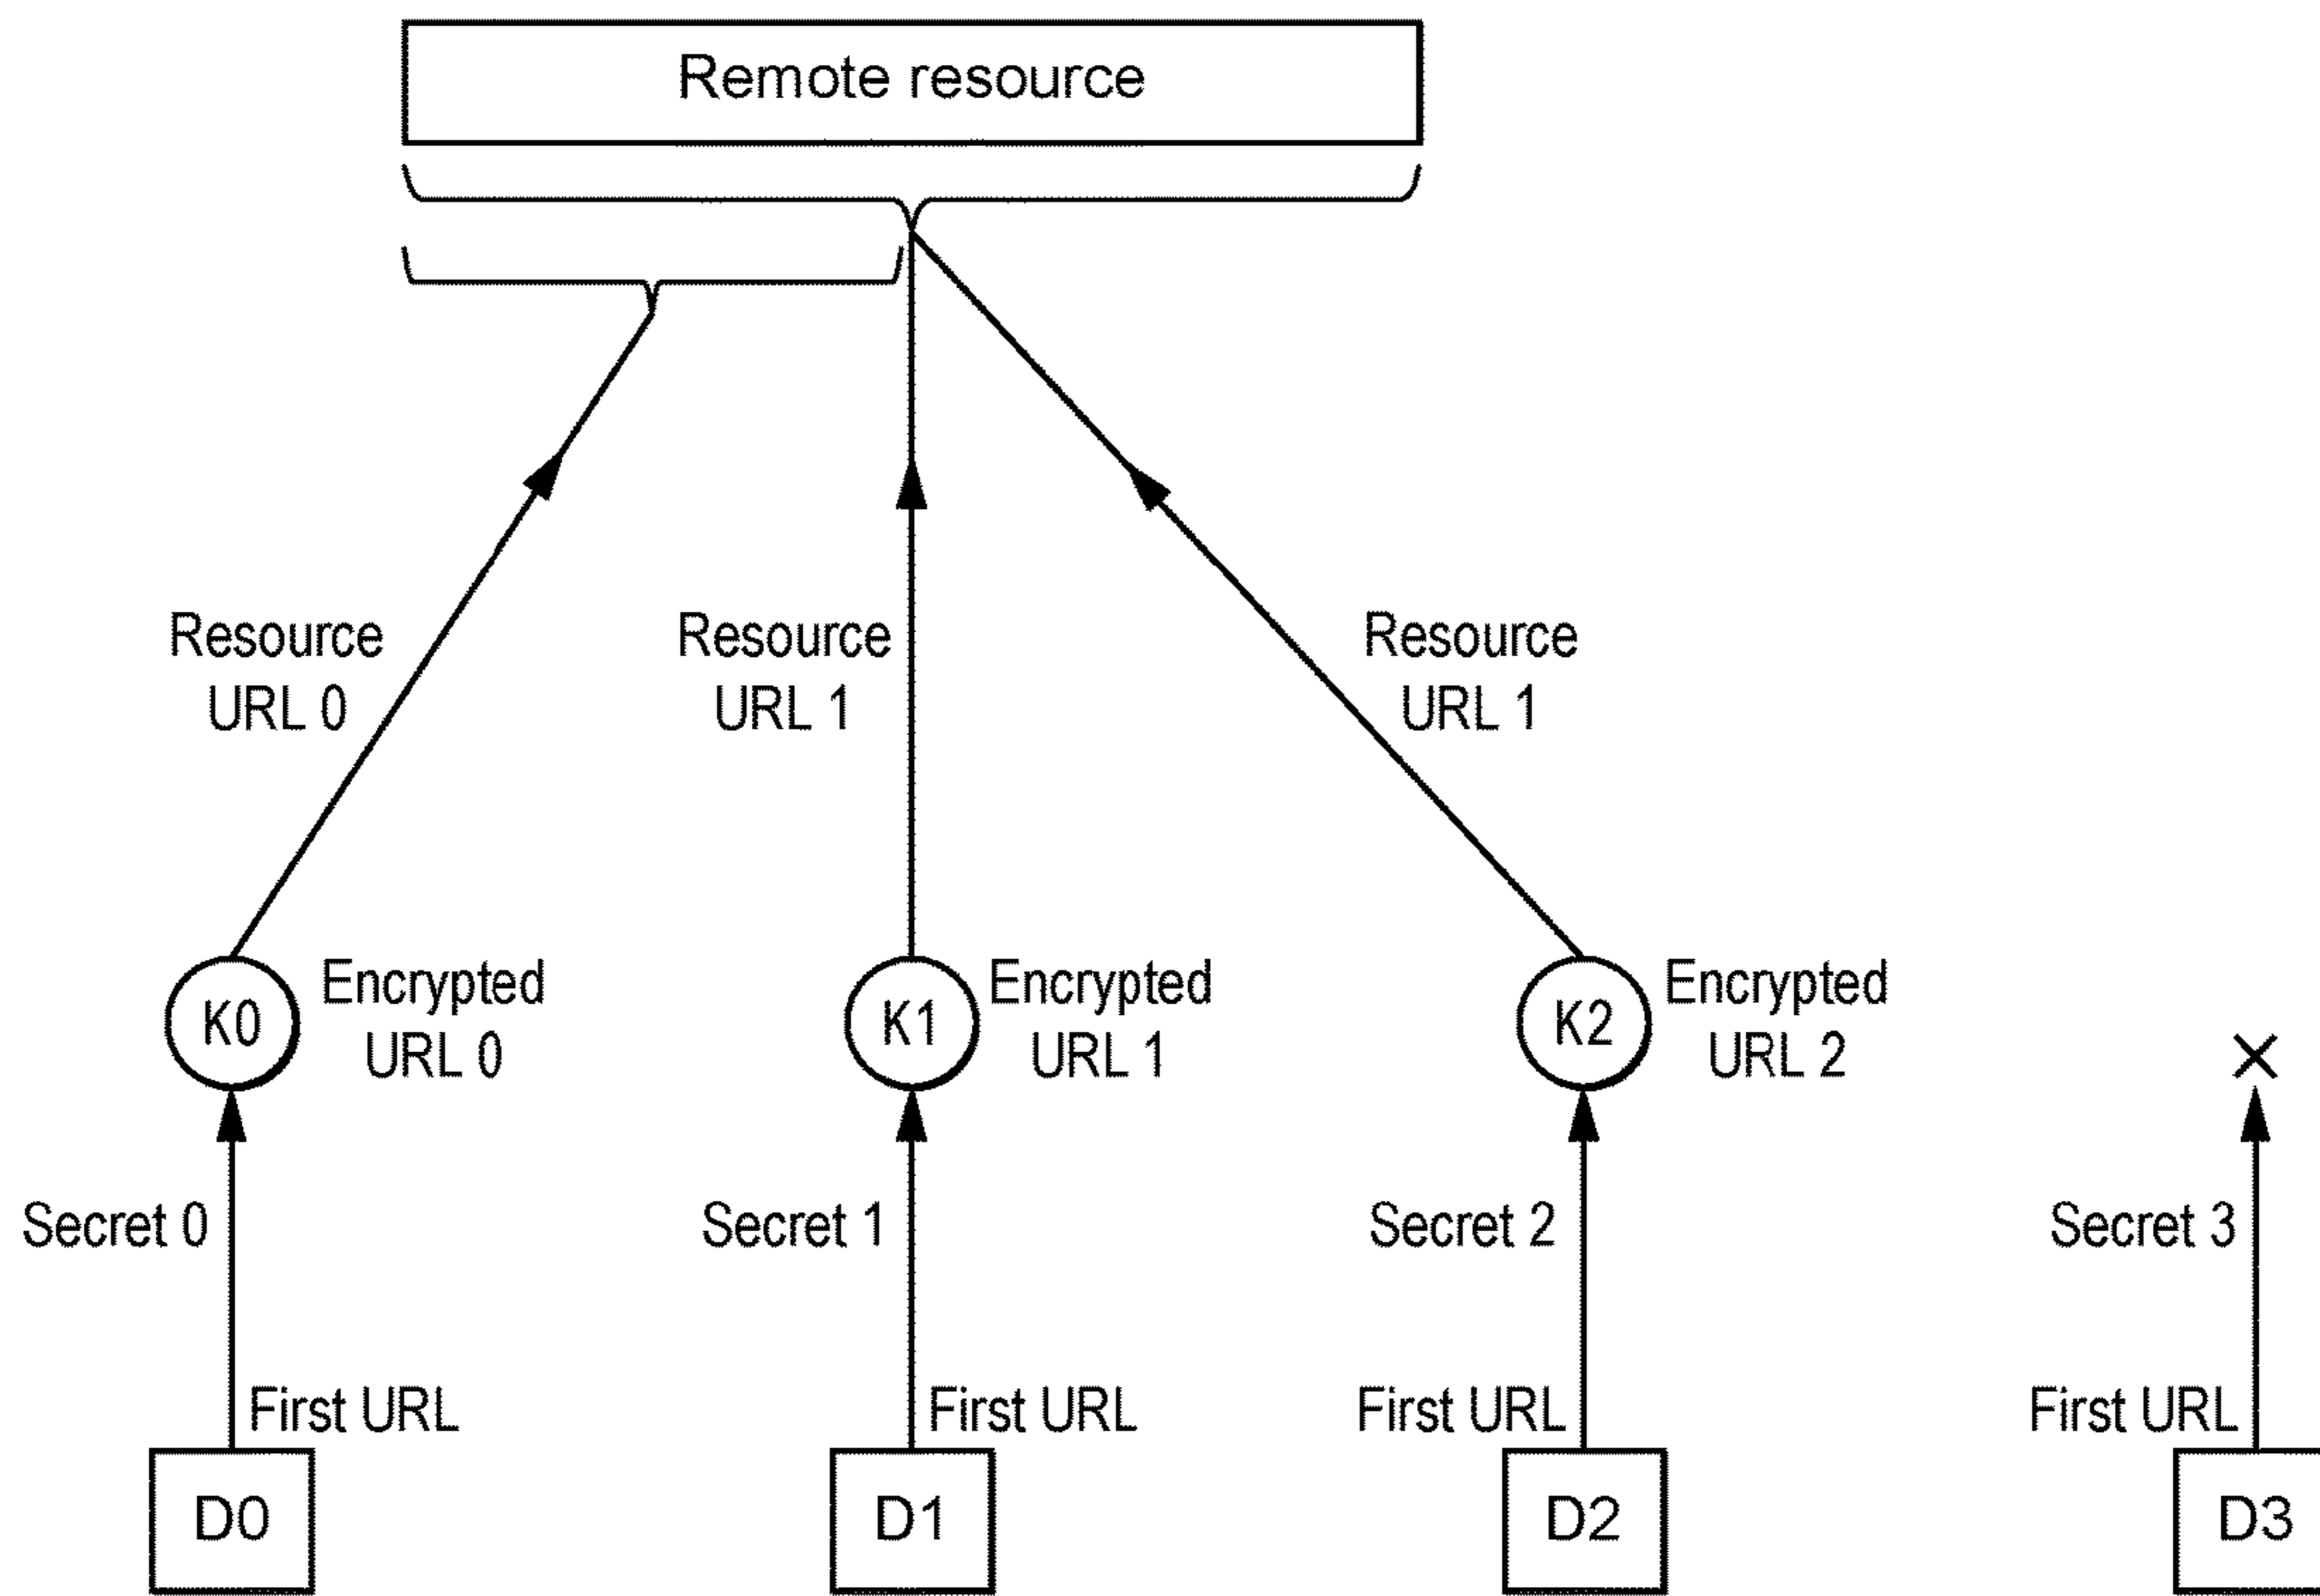 Remote resource
Resource
URL 0
Resource
URL 1
Resource
URL 1
K0
Encrypted
URL 0
K1
Encrypted
URL 1
K2
Encrypted
URL 2
Secret 0
Secret 1
Secret 2
Secret 3
First URL
First URL
First URL
First URL
D0
D1
D2
D3